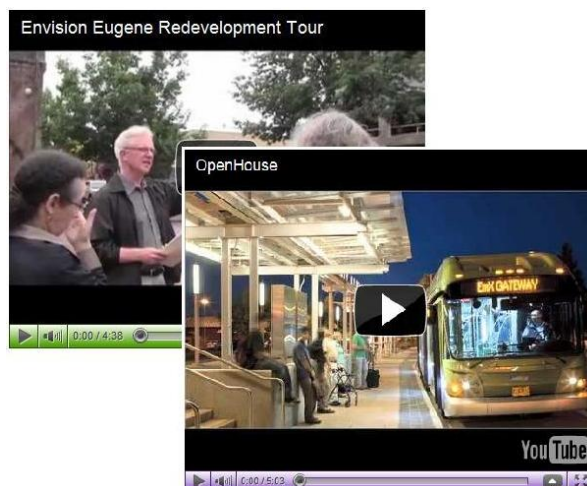 Envision Eugene Redevelopment Tour
0:00 / 4:38
OpenHouse
EmX GATEWAY
YouTube
0:00 / 5:03